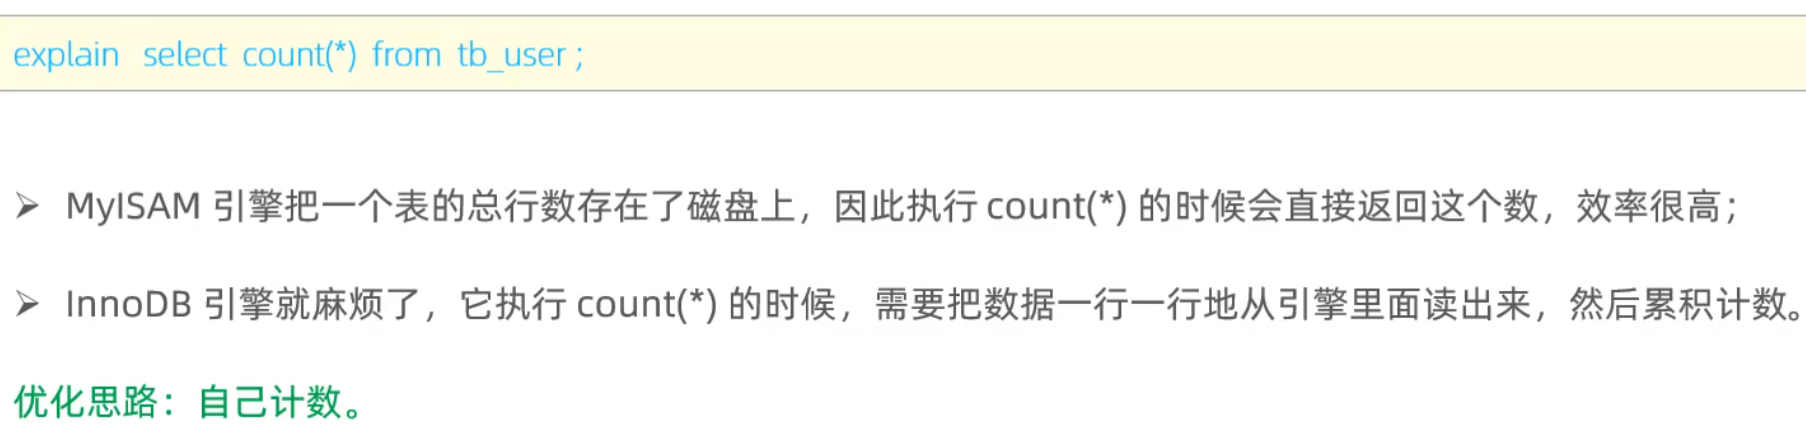 explain select count(*) from tb_user ;
➢ MyISAM 引擎把一个表的总行数存在了磁盘上，因此执行 count(*) 的时候会直接返回这个数，效率很高；
➢ InnoDB 引擎就麻烦了，它执行 count(*) 的时候，需要把数据一行一行地从引擎里面读出来，然后累积计数。
优化思路：自己计数。